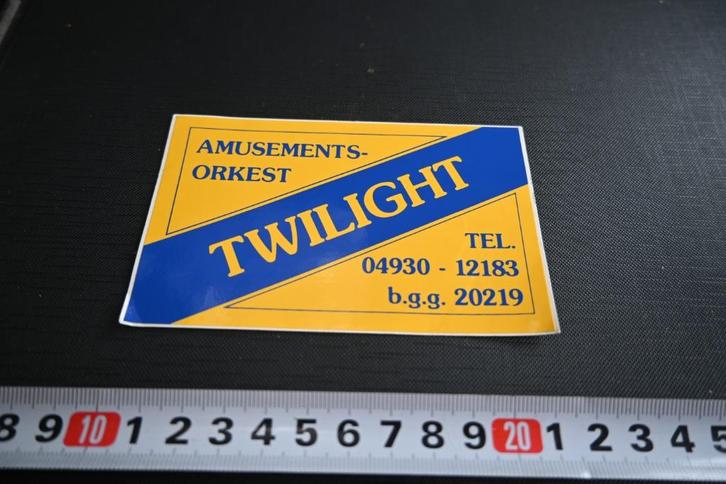 AMUSEMENTS-
ORKEST
TWILIGHT
TEL.
04930 - 12183
b.g.g. 20219
8 9 10 1 2 3 4 5 6 7 8 9 20 1 2 3 4 5